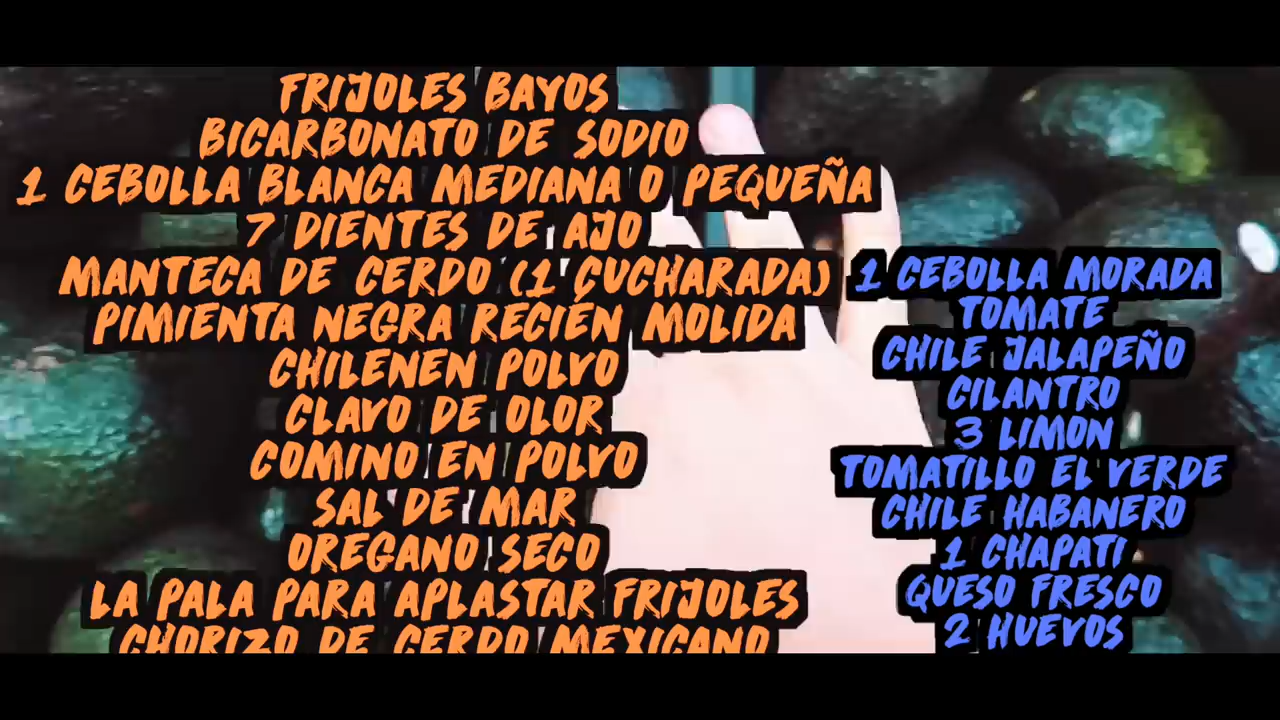 FRIJOLES BAYOS
BICARBONATO DE SODIO
1 CEBOLLA BLANCA MEDIANA O PEQUEÑA
7 DIENTES DE AJO
MANTECA DE CERDO (1 CUCHARADA)
PIMIENTA NEGRA RECIÉN MOLIDA
CHILENEN POLVO
CLAVO DE OLOR
COMINO EN POLVO
SAL DE MAR
OREGANO SECO
LA PALA PARA APLASTAR FRIJOLES
CHORIZO DE CERDO MEXICANO
1 CEBOLLA MORADA
TOMATE
CHILE JALAPEÑO
CILANTRO
3 LIMON
TOMATILLO EL VERDE
CHILE HABANERO
1 CHAPATI
QUESO FRESCO
2 HUEVOS